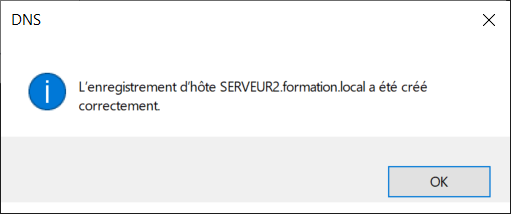 DNS
L'enregistrement d'hôte SERVEUR2.formation.local a été créé
correctement.
OK